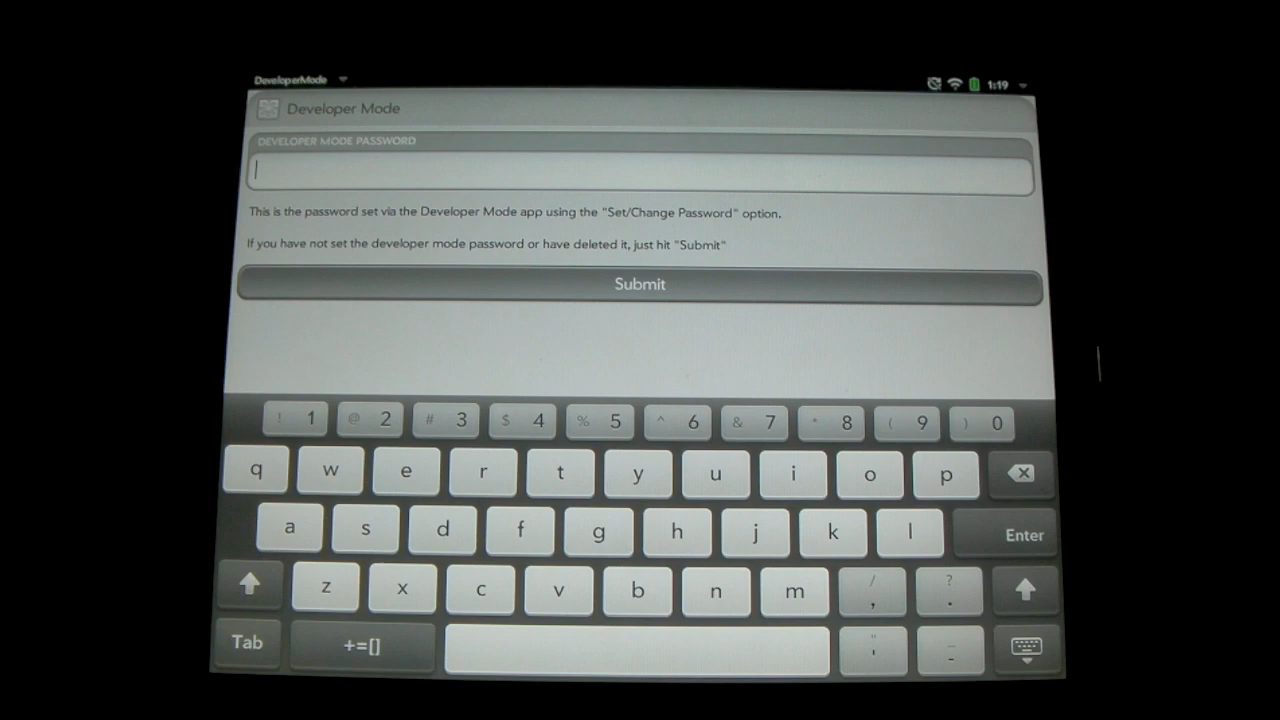 DeveloperMode 1:19
Developer Mode
DEVELOPER MODE PASSWORD
This is the password set via the Developer Mode app using the "Set/Change Password" option.
If you have not set the developer mode password or have deleted it, just hit "Submit"
Submit
! 1 @ 2 # 3 $ 4 % 5 ^ 6 & 7 * 8 ( 9 ) 0
q w e r t y u i o p
a s d f g h j k l Enter
z x c v b n m / , ? .
Tab +=[] " ' _ -